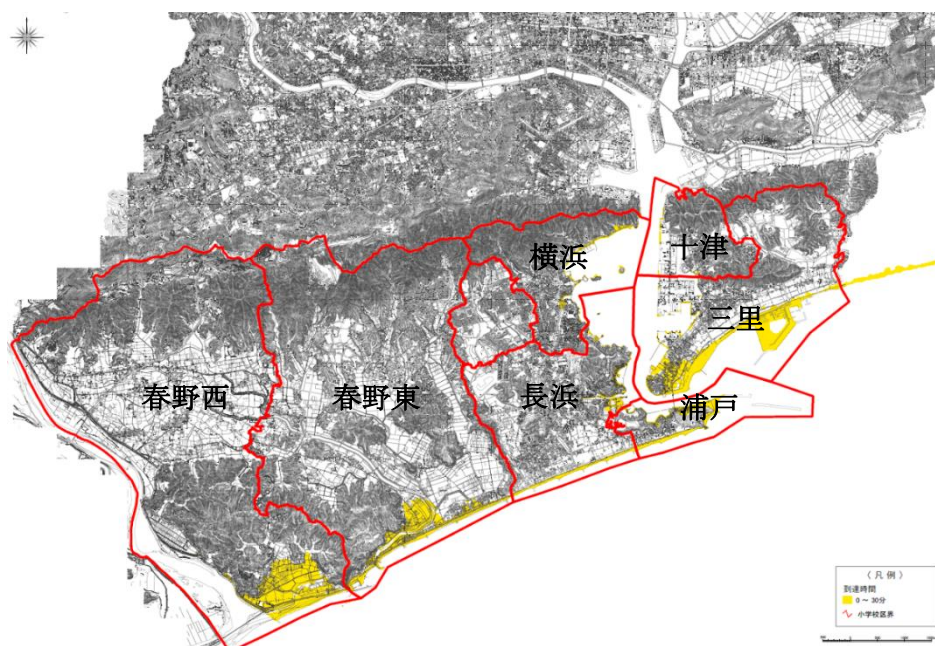 横浜
十津
三里
春野西
春野東
長浜
浦戸
〈 凡 例 〉
到達時間
0 ～ 30分
小学校区界